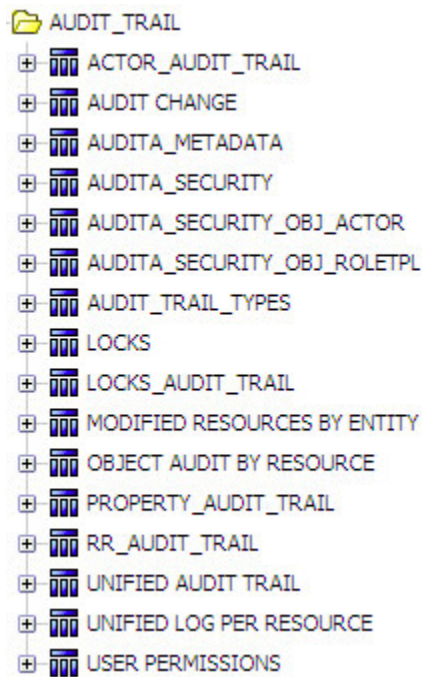 AUDIT_TRAIL
ACTOR_AUDIT_TRAIL
AUDIT CHANGE
AUDITA_METADATA
AUDITA_SECURITY
AUDITA_SECURITY_OBJ_ACTOR
AUDITA_SECURITY_OBJ_ROLETPL
AUDIT_TRAIL_TYPES
LOCKS
LOCKS_AUDIT_TRAIL
MODIFIED RESOURCES BY ENTITY
OBJECT AUDIT BY RESOURCE
PROPERTY_AUDIT_TRAIL
RR_AUDIT_TRAIL
UNIFIED AUDIT TRAIL
UNIFIED LOG PER RESOURCE
USER PERMISSIONS